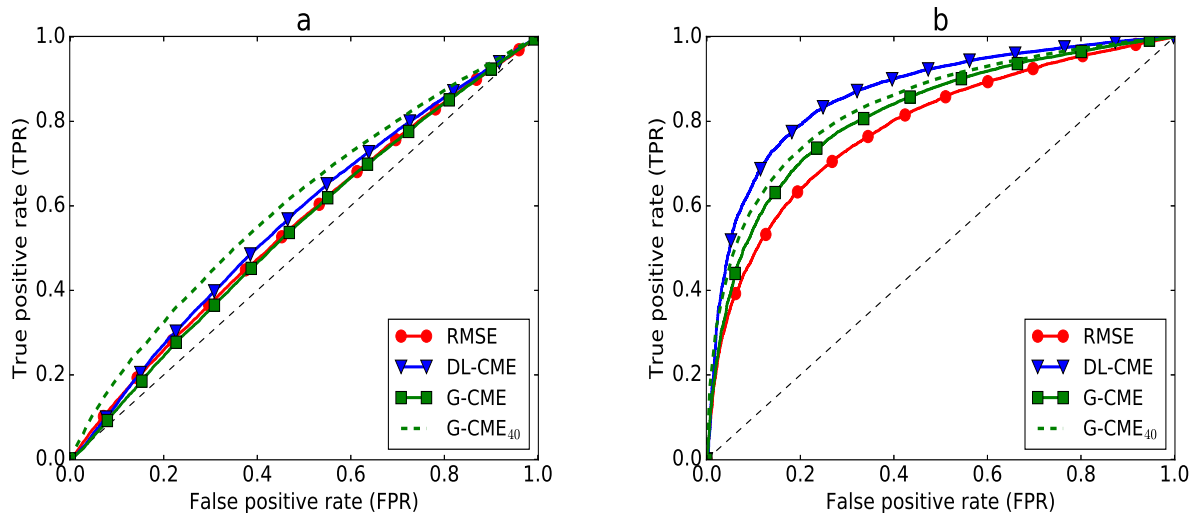 a
1.0
0.8
0.6
0.4
0.2
0.0
0.0 0.2 0.4 0.6 0.8 1.0
True positive rate (TPR)
False positive rate (FPR)
RMSE
DL-CME
G-CME
G-CME40
b
1.0
0.8
0.6
0.4
0.2
0.0
0.0 0.2 0.4 0.6 0.8 1.0
True positive rate (TPR)
False positive rate (FPR)
RMSE
DL-CME
G-CME
G-CME40